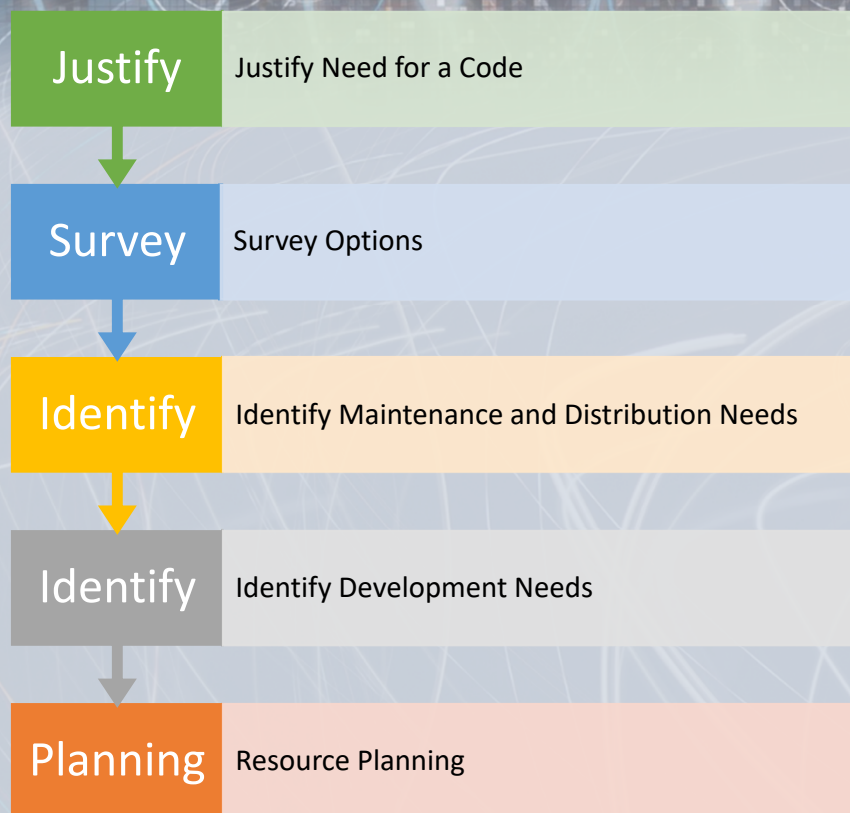 Justify
Justify Need for a Code
Survey
Survey Options
Identify
Identify Maintenance and Distribution Needs
Identify
Identify Development Needs
Planning
Resource Planning